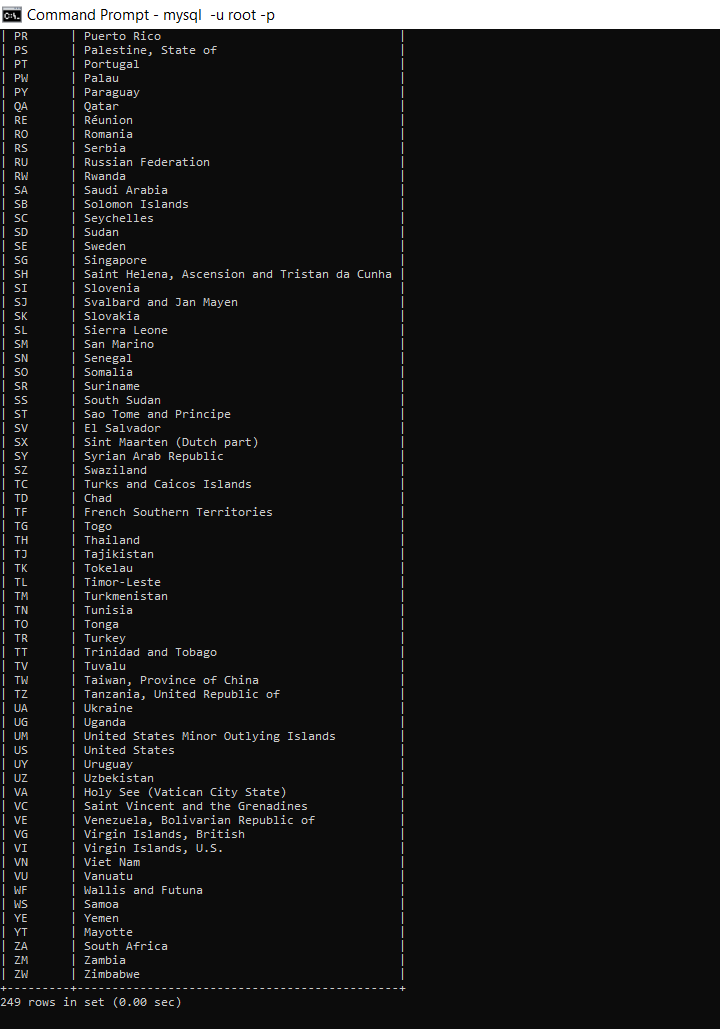 Command Prompt - mysql  -u root -p
| PR      | Puerto Rico                                  |
| PS      | Palestine, State of                          |
| PT      | Portugal                                     |
| PW      | Palau                                        |
| PY      | Paraguay                                     |
| QA      | Qatar                                        |
| RE      | Réunion                                      |
| RO      | Romania                                      |
| RS      | Serbia                                       |
| RU      | Russian Federation                           |
| RW      | Rwanda                                       |
| SA      | Saudi Arabia                                 |
| SB      | Solomon Islands                              |
| SC      | Seychelles                                   |
| SD      | Sudan                                        |
| SE      | Sweden                                       |
| SG      | Singapore                                    |
| SH      | Saint Helena, Ascension and Tristan da Cunha |
| SI      | Slovenia                                     |
| SJ      | Svalbard and Jan Mayen                       |
| SK      | Slovakia                                     |
| SL      | Sierra Leone                                 |
| SM      | San Marino                                   |
| SN      | Senegal                                      |
| SO      | Somalia                                      |
| SR      | Suriname                                     |
| SS      | South Sudan                                  |
| ST      | Sao Tome and Principe                        |
| SV      | El Salvador                                  |
| SX      | Sint Maarten (Dutch part)                    |
| SY      | Syrian Arab Republic                         |
| SZ      | Swaziland                                    |
| TC      | Turks and Caicos Islands                     |
| TD      | Chad                                         |
| TF      | French Southern Territories                  |
| TG      | Togo                                         |
| TH      | Thailand                                     |
| TJ      | Tajikistan                                   |
| TK      | Tokelau                                      |
| TL      | Timor-Leste                                  |
| TM      | Turkmenistan                                 |
| TN      | Tunisia                                      |
| TO      | Tonga                                        |
| TR      | Turkey                                       |
| TT      | Trinidad and Tobago                          |
| TV      | Tuvalu                                       |
| TW      | Taiwan, Province of China                    |
| TZ      | Tanzania, United Republic of                 |
| UA      | Ukraine                                      |
| UG      | Uganda                                       |
| UM      | United States Minor Outlying Islands         |
| US      | United States                                |
| UY      | Uruguay                                      |
| UZ      | Uzbekistan                                   |
| VA      | Holy See (Vatican City State)                |
| VC      | Saint Vincent and the Grenadines             |
| VE      | Venezuela, Bolivarian Republic of            |
| VG      | Virgin Islands, British                      |
| VI      | Virgin Islands, U.S.                         |
| VN      | Viet Nam                                     |
| VU      | Vanuatu                                      |
| WF      | Wallis and Futuna                            |
| WS      | Samoa                                        |
| YE      | Yemen                                        |
| YT      | Mayotte                                      |
| ZA      | South Africa                                 |
| ZM      | Zambia                                       |
| ZW      | Zimbabwe                                     |
+---------+----------------------------------------------+
249 rows in set (0.00 sec)